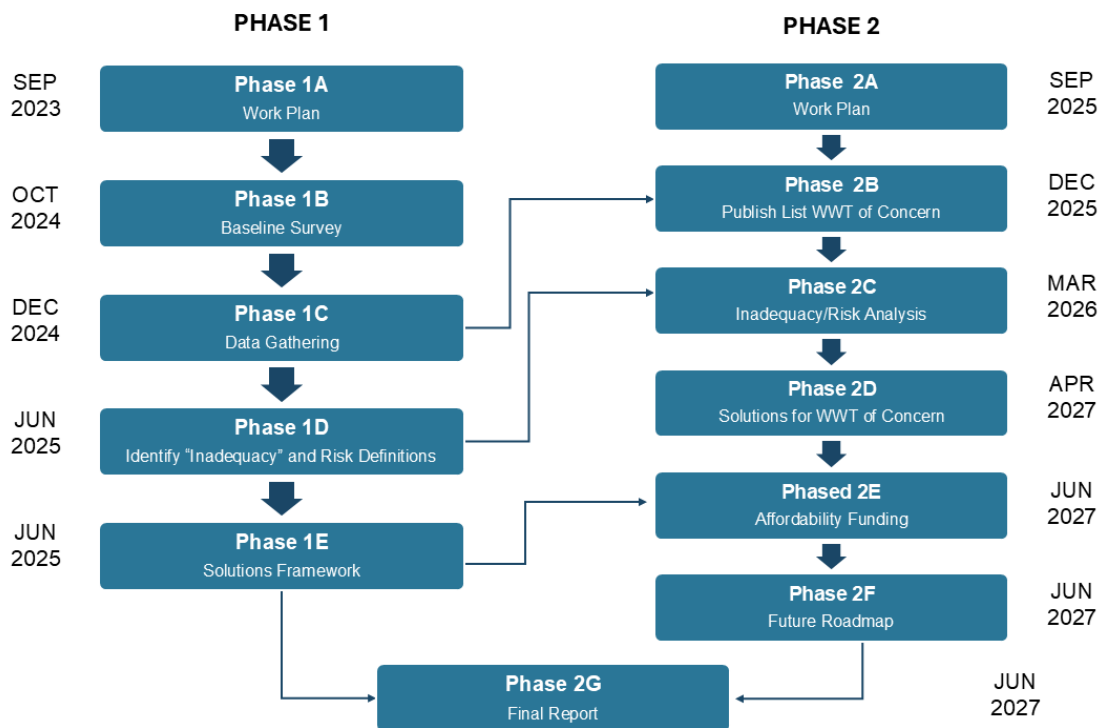 PHASE 1
SEP
2023
Phase 1A
Work Plan
OCT
2024
Phase 1B
Baseline Survey
DEC
2024
Phase 1C
Data Gathering
JUN
2025
Phase 1D
Identify “Inadequacy” and Risk Definitions
JUN
2025
Phase 1E
Solutions Framework
PHASE 2
Phase 2A
Work Plan
SEP
2025
Phase 2B
Publish List WWT of Concern
DEC
2025
Phase 2C
Inadequacy/Risk Analysis
MAR
2026
Phase 2D
Solutions for WWT of Concern
APR
2027
Phased 2E
Affordability Funding
JUN
2027
Phase 2F
Future Roadmap
JUN
2027
Phase 2G
Final Report
JUN
2027